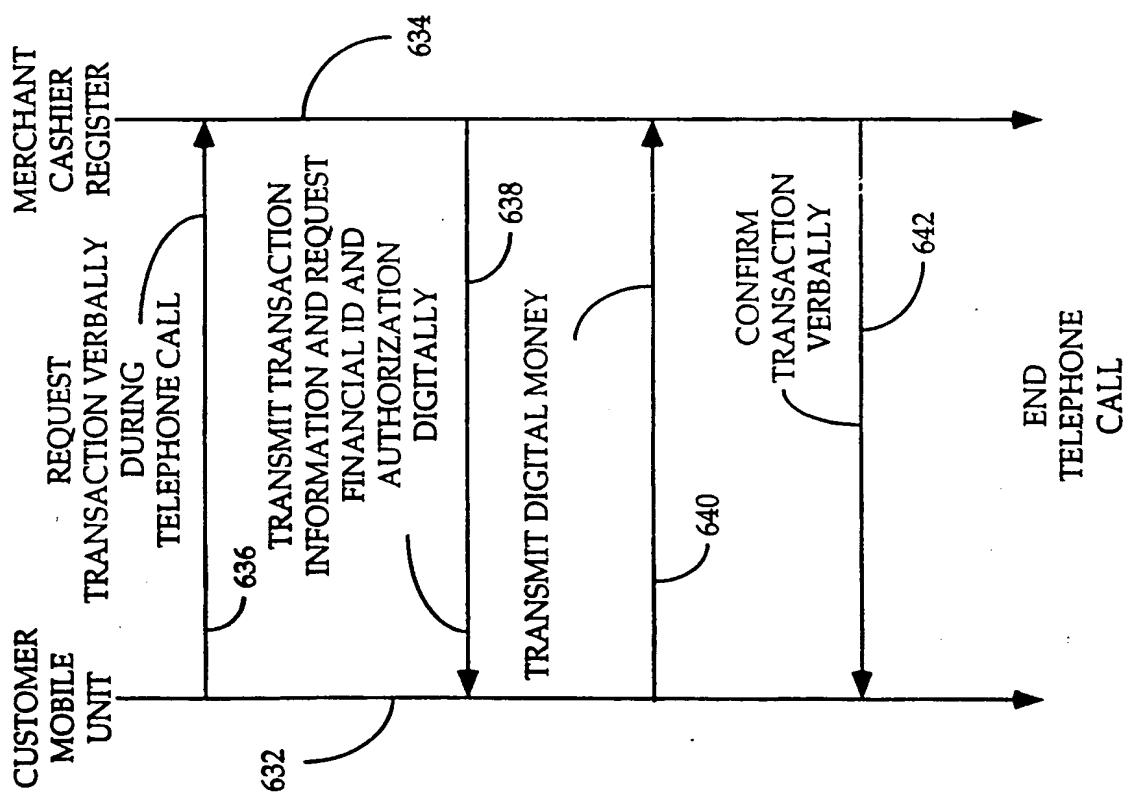 CUSTOMER
MOBILE
UNIT
MERCHANT
CASHIER
REGISTER
632
634
REQUEST
TRANSACTION VERBALLY
DURING
TELEPHONE CALL
636
TRANSMIT TRANSACTION
INFORMATION AND REQUEST
FINANCIAL ID AND
AUTHORIZATION
DIGITALLY
638
TRANSMIT DIGITAL MONEY
640
CONFIRM
TRANSACTION
VERBALLY
642
END
TELEPHONE
CALL